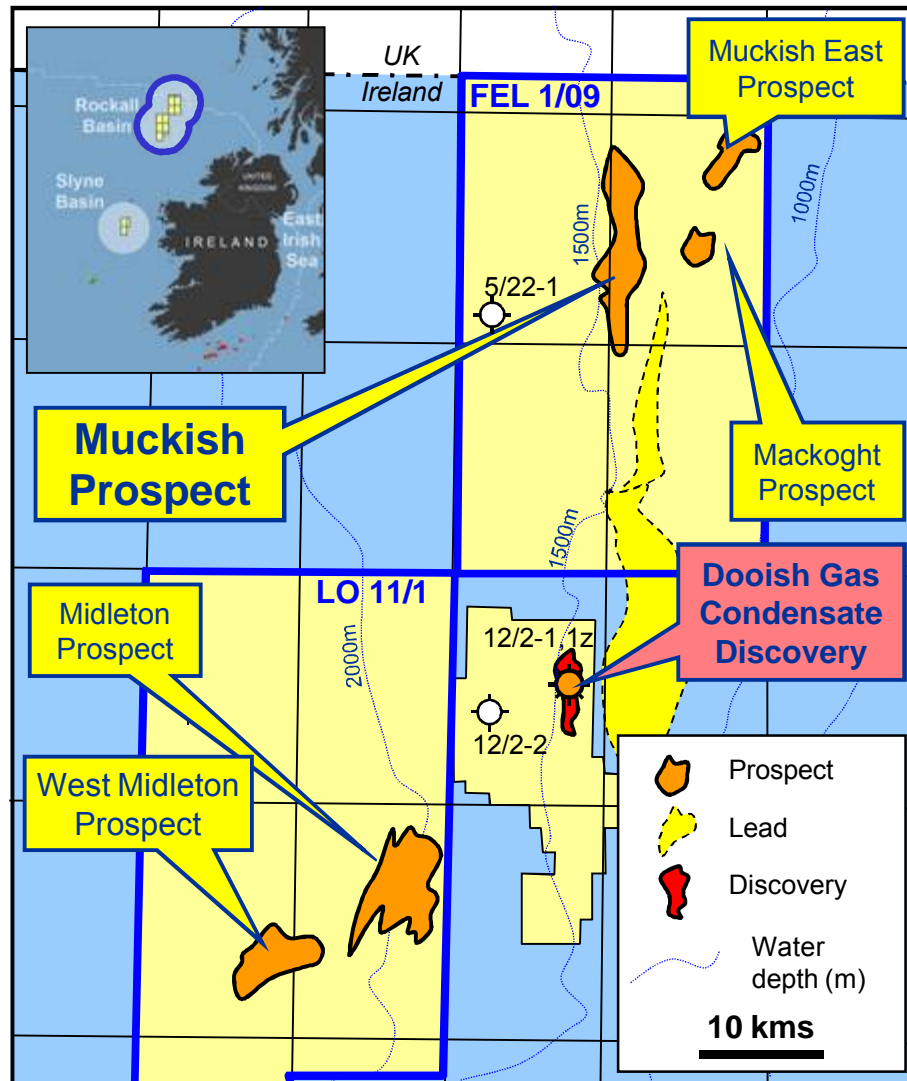 UK
Ireland
FEL 1/09
Muckish East
Prospect
Rockall
Basin
Slyne
Basin
UNITED
KINGDOM
IRELAND
East
Irish
Sea
1500m
1000m
5/22-1
Muckish
Prospect
Mackoght
Prospect
1500m
LO 11/1
Dooish Gas
Condensate
Discovery
Midleton
Prospect
2000m
12/2-1, 1z
12/2-2
West Midleton
Prospect
Prospect
Lead
Discovery
Water
depth (m)
10 kms